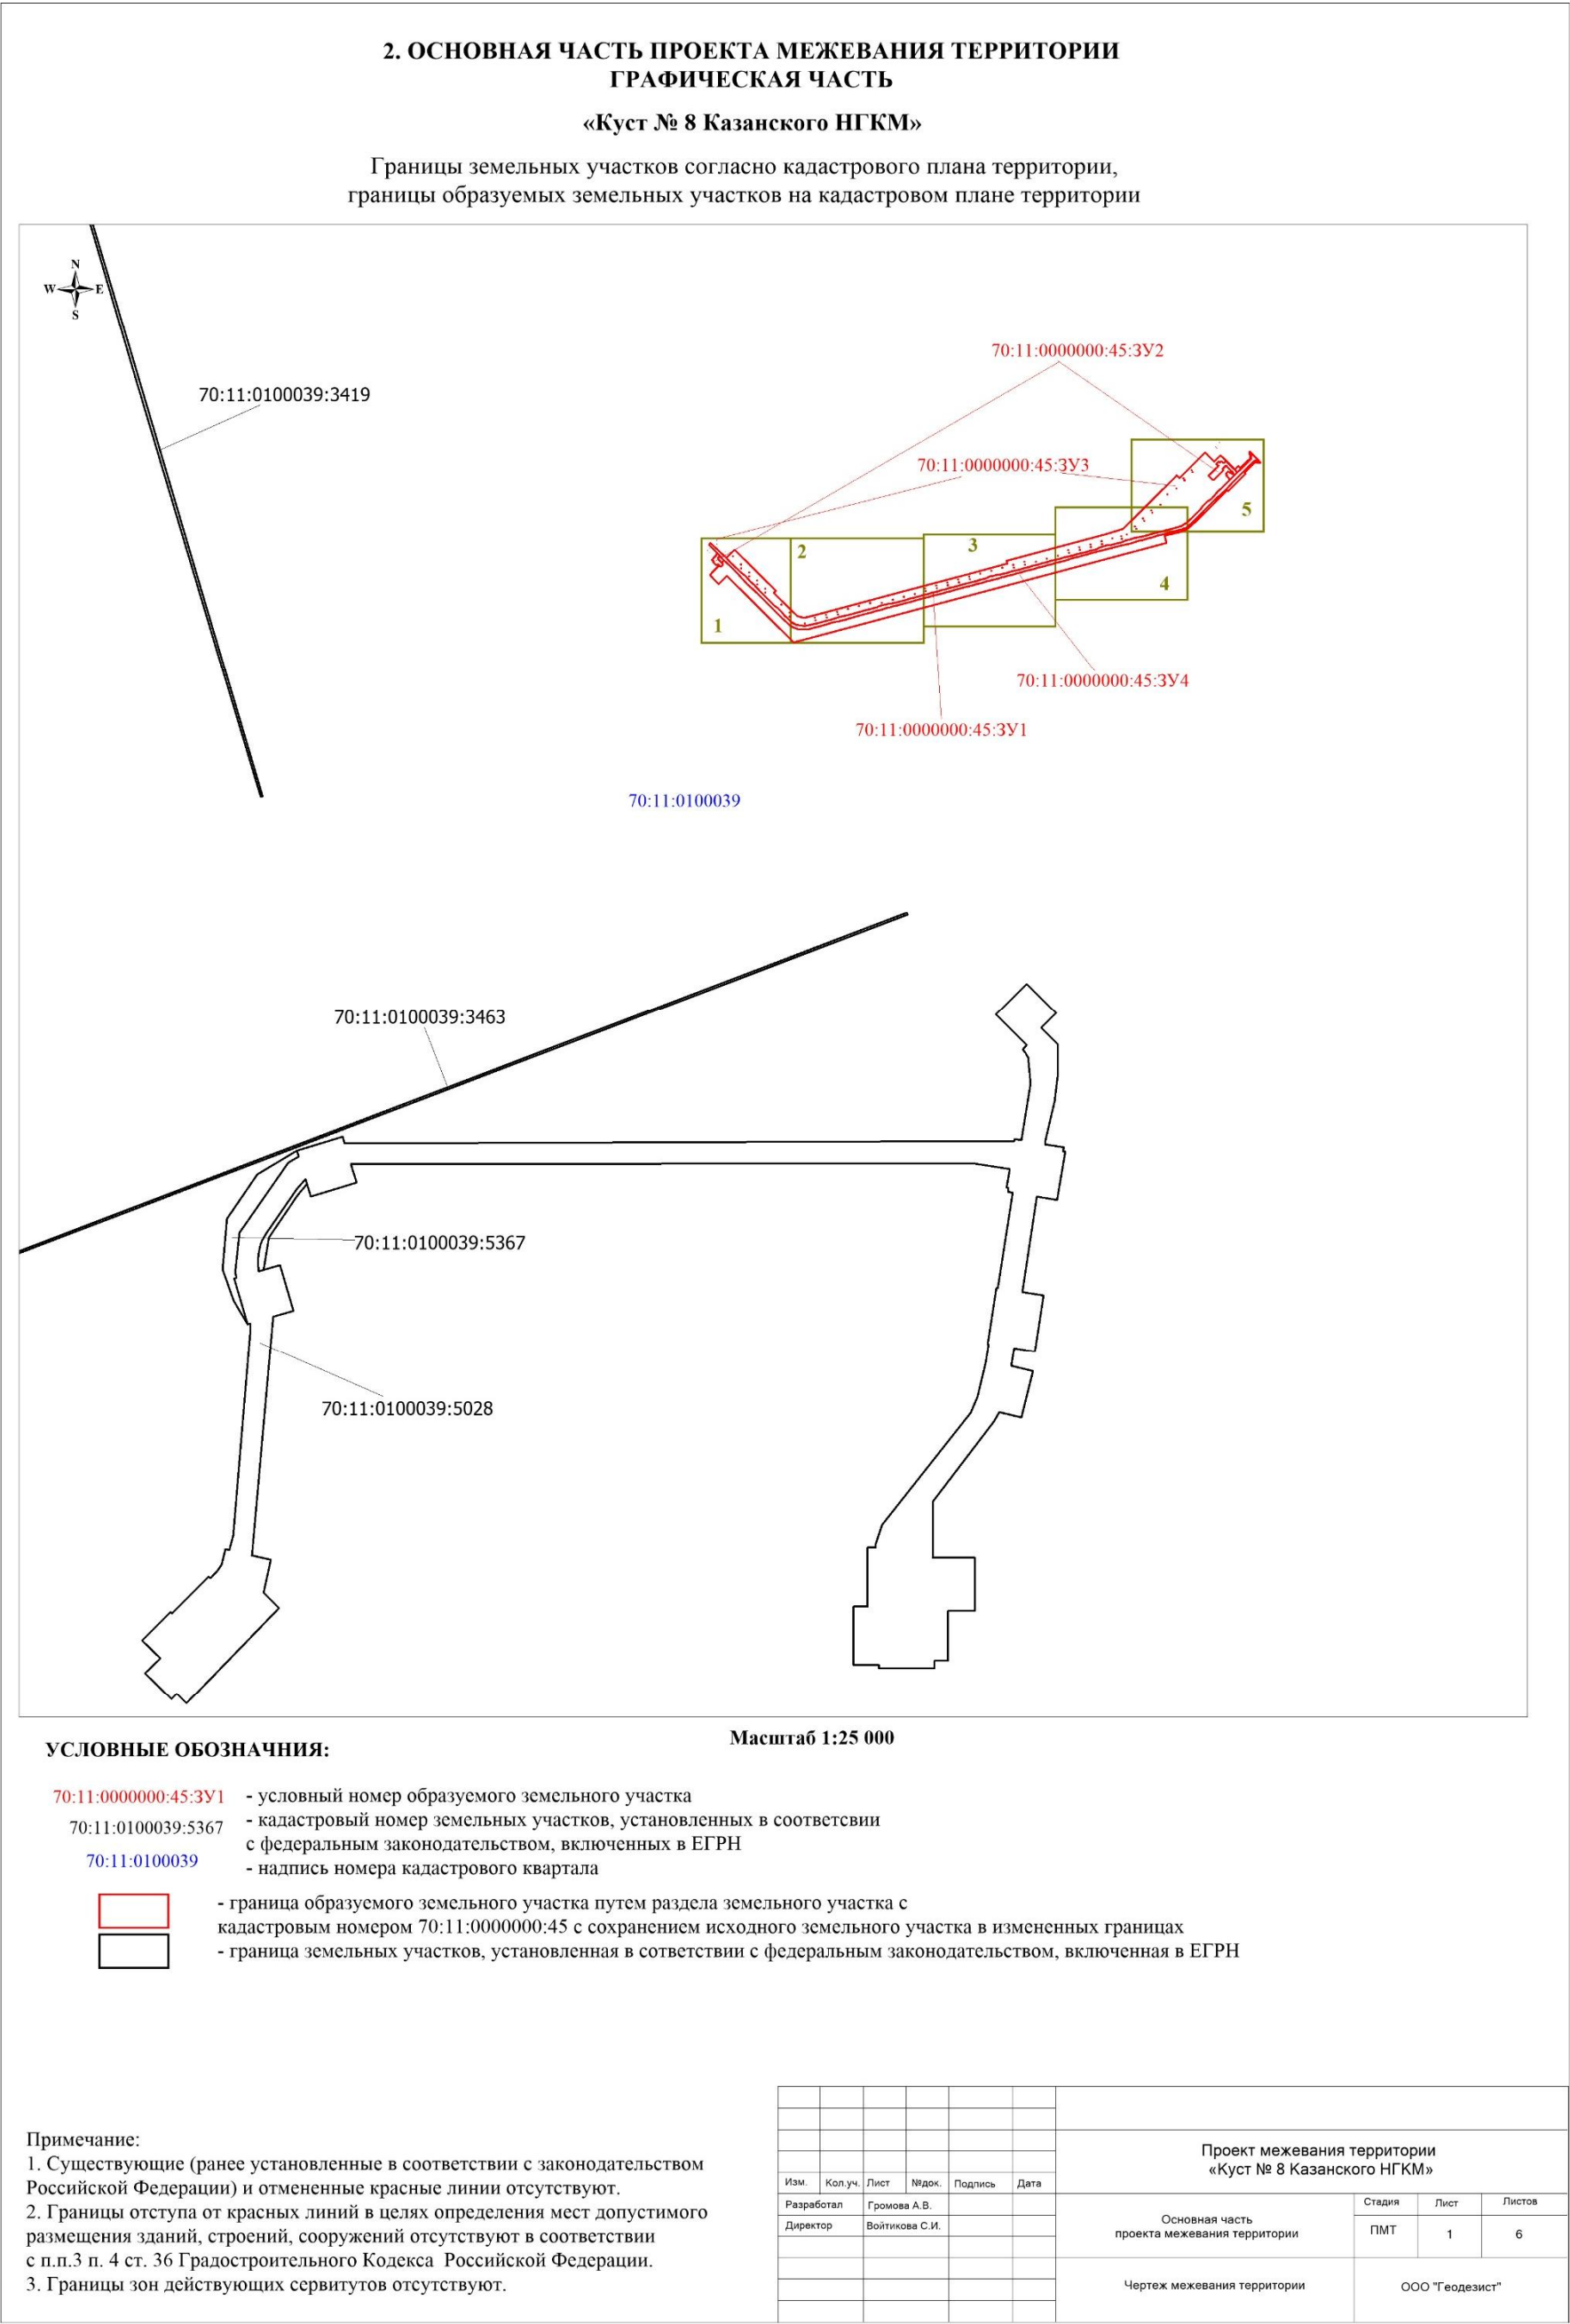 2. ОСНОВНАЯ ЧАСТЬ ПРОЕКТА МЕЖЕВАНИЯ ТЕРРИТОРИИ
ГРАФИЧЕСКАЯ ЧАСТЬ
«Куст № 8 Казанского НГКМ»
Границы земельных участков согласно кадастрового плана территории,
границы образуемых земельных участков на кадастровом плане территории
N
W E
S
70:11:0100039:3419
70:11:0000000:45:ЗУ2
70:11:0000000:45:ЗУ3
5
2
3
4
1
70:11:0000000:45:ЗУ4
70:11:0000000:45:ЗУ1
70:11:0100039
70:11:0100039:3463
70:11:0100039:5367
70:11:0100039:5028
Масштаб 1:25 000
УСЛОВНЫЕ ОБОЗНАЧНИЯ:
70:11:0000000:45:ЗУ1 - условный номер образуемого земельного участка
70:11:0100039:5367 - кадастровый номер земельных участков, установленных в соответсвии
с федеральным законодательством, включенных в ЕГРН
70:11:0100039 - надпись номера кадастрового квартала
- граница образуемого земельного участка путем раздела земельного участка с
кадастровым номером 70:11:0000000:45 с сохранением исходного земельного участка в измененных границах
- граница земельных участков, установленная в сответствии с федеральным законодательством, включенная в ЕГРН
Примечание:
1. Существующие (ранее установленные в соответствии с законодательством
Российской Федерации) и отмененные красные линии отсутствуют.
2. Границы отступа от красных линий в целях определения мест допустимого
размещения зданий, строений, сооружений отсутствуют в соответствии
с п.п.3 п. 4 ст. 36 Градостроительного Кодекса Российской Федерации.
3. Границы зон действующих сервитутов отсутствуют.
Изм. Кол.уч. Лист №док. Подпись Дата
Разработал Громова А.В.
Директор Войтикова С.И.
Проект межевания территории
«Куст № 8 Казанского НГКМ»
Основная часть
проекта межевания территории
Стадия Лист Листов
ПМТ 1 6
Чертеж межевания территории
ООО "Геодезист"